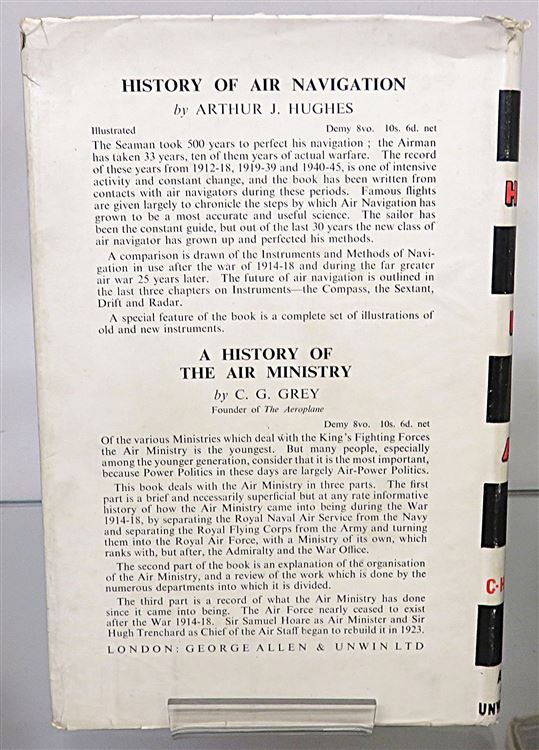 HISTORY OF AIR NAVIGATION
by ARTHUR J. HUGHES
Illustrated Demy 8vo. 10s. 6d. net
The Seaman took 500 years to perfect his navigation ; the Airman
has taken 33 years, ten of them years of actual warfare. The record
of these years from 1912-18, 1919-39 and 1940-45, is one of intensive
activity and constant change, and the book has been written from
contacts with air navigators during these periods. Famous flights
are given largely to chronicle the steps by which Air Navigation has
grown to be a most accurate and useful science. The sailor has
been the constant guide, but out of the last 30 years the new class of
air navigator has grown up and perfected his methods.
A comparison is drawn of the Instruments and Methods of Navi-
gation in use after the war of 1914-18 and during the far greater
air war 25 years later. The future of air navigation is outlined in
the last three chapters on Instruments—the Compass, the Sextant,
Drift and Radar.
A special feature of the book is a complete set of illustrations of
old and new instruments.
A HISTORY OF
THE AIR MINISTRY
by C. G. GREY
Founder of The Aeroplane
Demy 8vo. 10s. 6d. net
Of the various Ministries which deal with the King's Fighting Forces
the Air Ministry is the youngest. But many people, especially
among the younger generation, consider that it is the most important,
because Power Politics in these days are largely Air-Power Politics.
This book deals with the Air Ministry in three parts. The first
part is a brief and necessarily superficial but at any rate informative
history of how the Air Ministry came into being during the War
1914-18, by separating the Royal Naval Air Service from the Navy
and separating the Royal Flying Corps from the Army and turning
them into the Royal Air Force, with a Ministry of its own, which
ranks with, but after, the Admiralty and the War Office.
The second part of the book is an explanation of the organisation
of the Air Ministry, and a review of the work which is done by the
numerous departments into which it is divided.
The third part is a record of what the Air Ministry has done
since it came into being. The Air Force nearly ceased to exist
after the War 1914-18. Sir Samuel Hoare as Air Minister and Sir
Hugh Trenchard as Chief of the Air Staff began to rebuild it in 1923.
LONDON: GEORGE ALLEN & UNWIN LTD